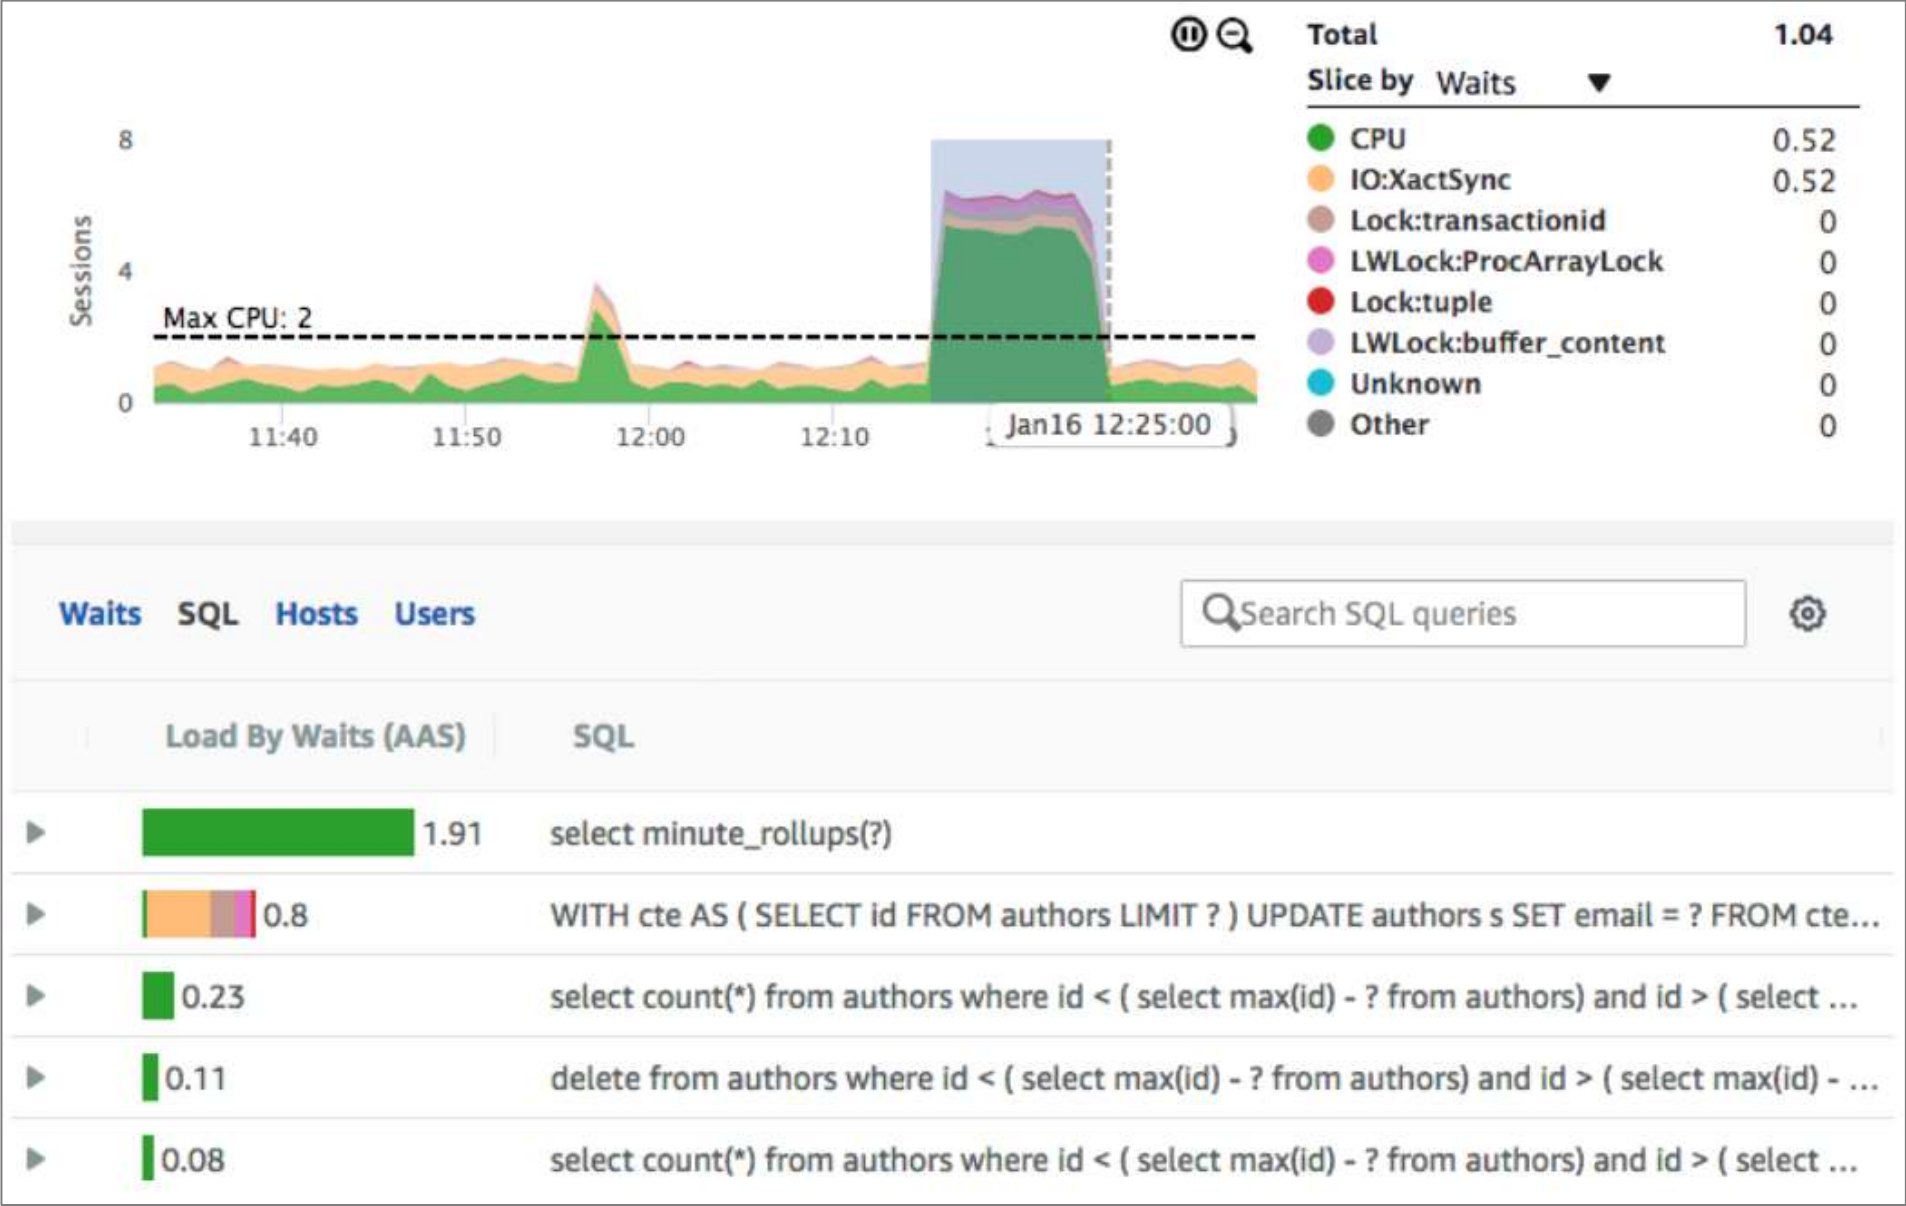 Total 1.04
Slice by Waits
CPU 0.52
IO:XactSync 0.52
Lock:transactionid 0
LWLock:ProcArrayLock 0
Lock:tuple 0
LWLock:buffer_content 0
Unknown 0
Other 0
8
4
0
Sessions
Max CPU: 2
11:40 11:50 12:00 12:10
Jan16 12:25:00
Waits SQL Hosts Users
Search SQL queries
Load By Waits (AAS) SQL
1.91 select minute_rollups(?)
0.8 WITH cte AS ( SELECT id FROM authors LIMIT ? ) UPDATE authors s SET email = ? FROM cte...
0.23 select count(*) from authors where id < ( select max(id) - ? from authors) and id > ( select ...
0.11 delete from authors where id < ( select max(id) - ? from authors) and id > ( select max(id) - ...
0.08 select count(*) from authors where id < ( select max(id) - ? from authors) and id > ( select ...